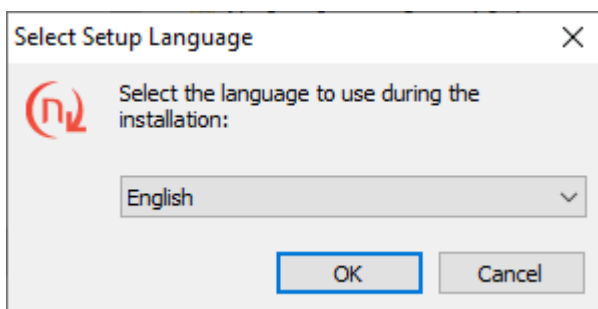 Select Setup Language
Select the language to use during the
installation:
English
OK
Cancel